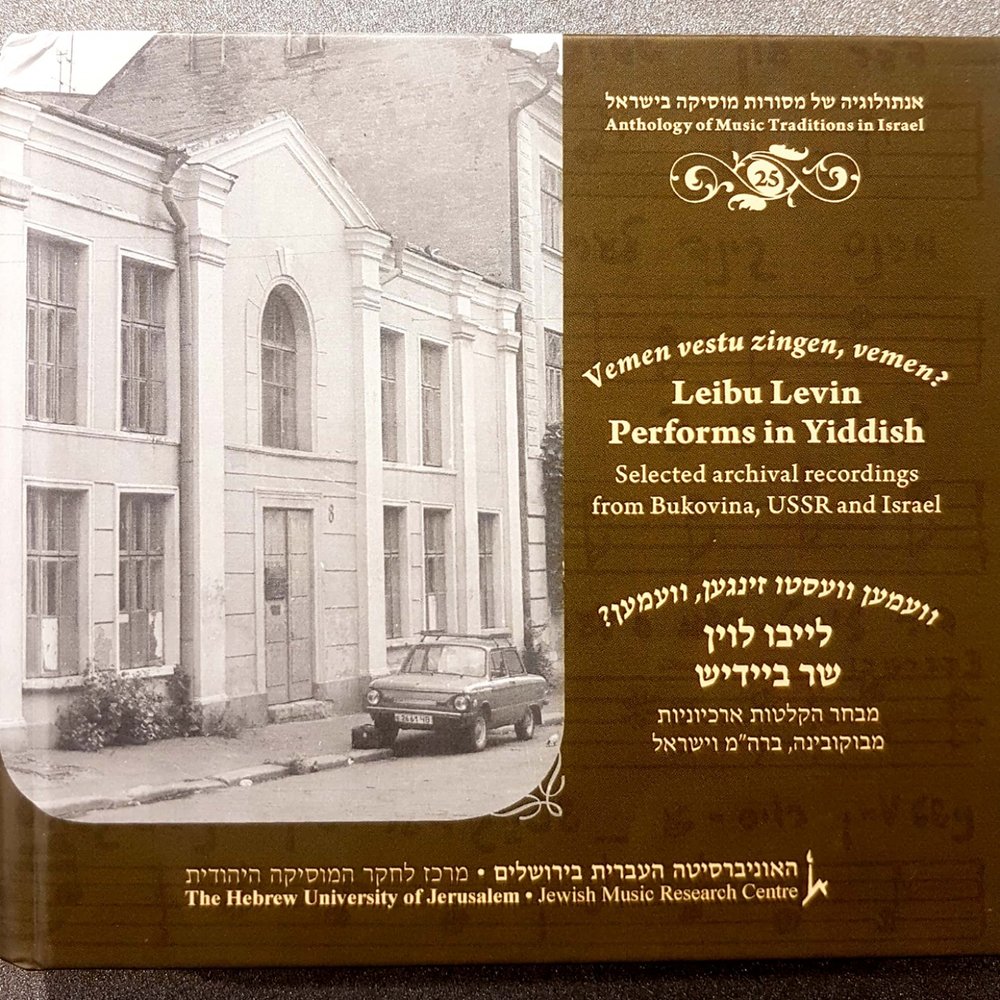 אנתולוגיה של מסורות מוסיקה בישראל
Anthology of Music Traditions in Israel
25
Vemen vestu zingen, vemen?
Leibu Levin
Performs in Yiddish
Selected archival recordings
from Bukovina, USSR and Israel
וועמען וועסטו זינגען, וועמען?
לייבו לוין
שר ביידיש
מבחר הקלטות ארכיוניות
מבוקובינה, ברה"מ וישראל
8
האוניברסיטה העברית בירושלים • מרכז לחקר המוסיקה היהודית
The Hebrew University of Jerusalem • Jewish Music Research Centre